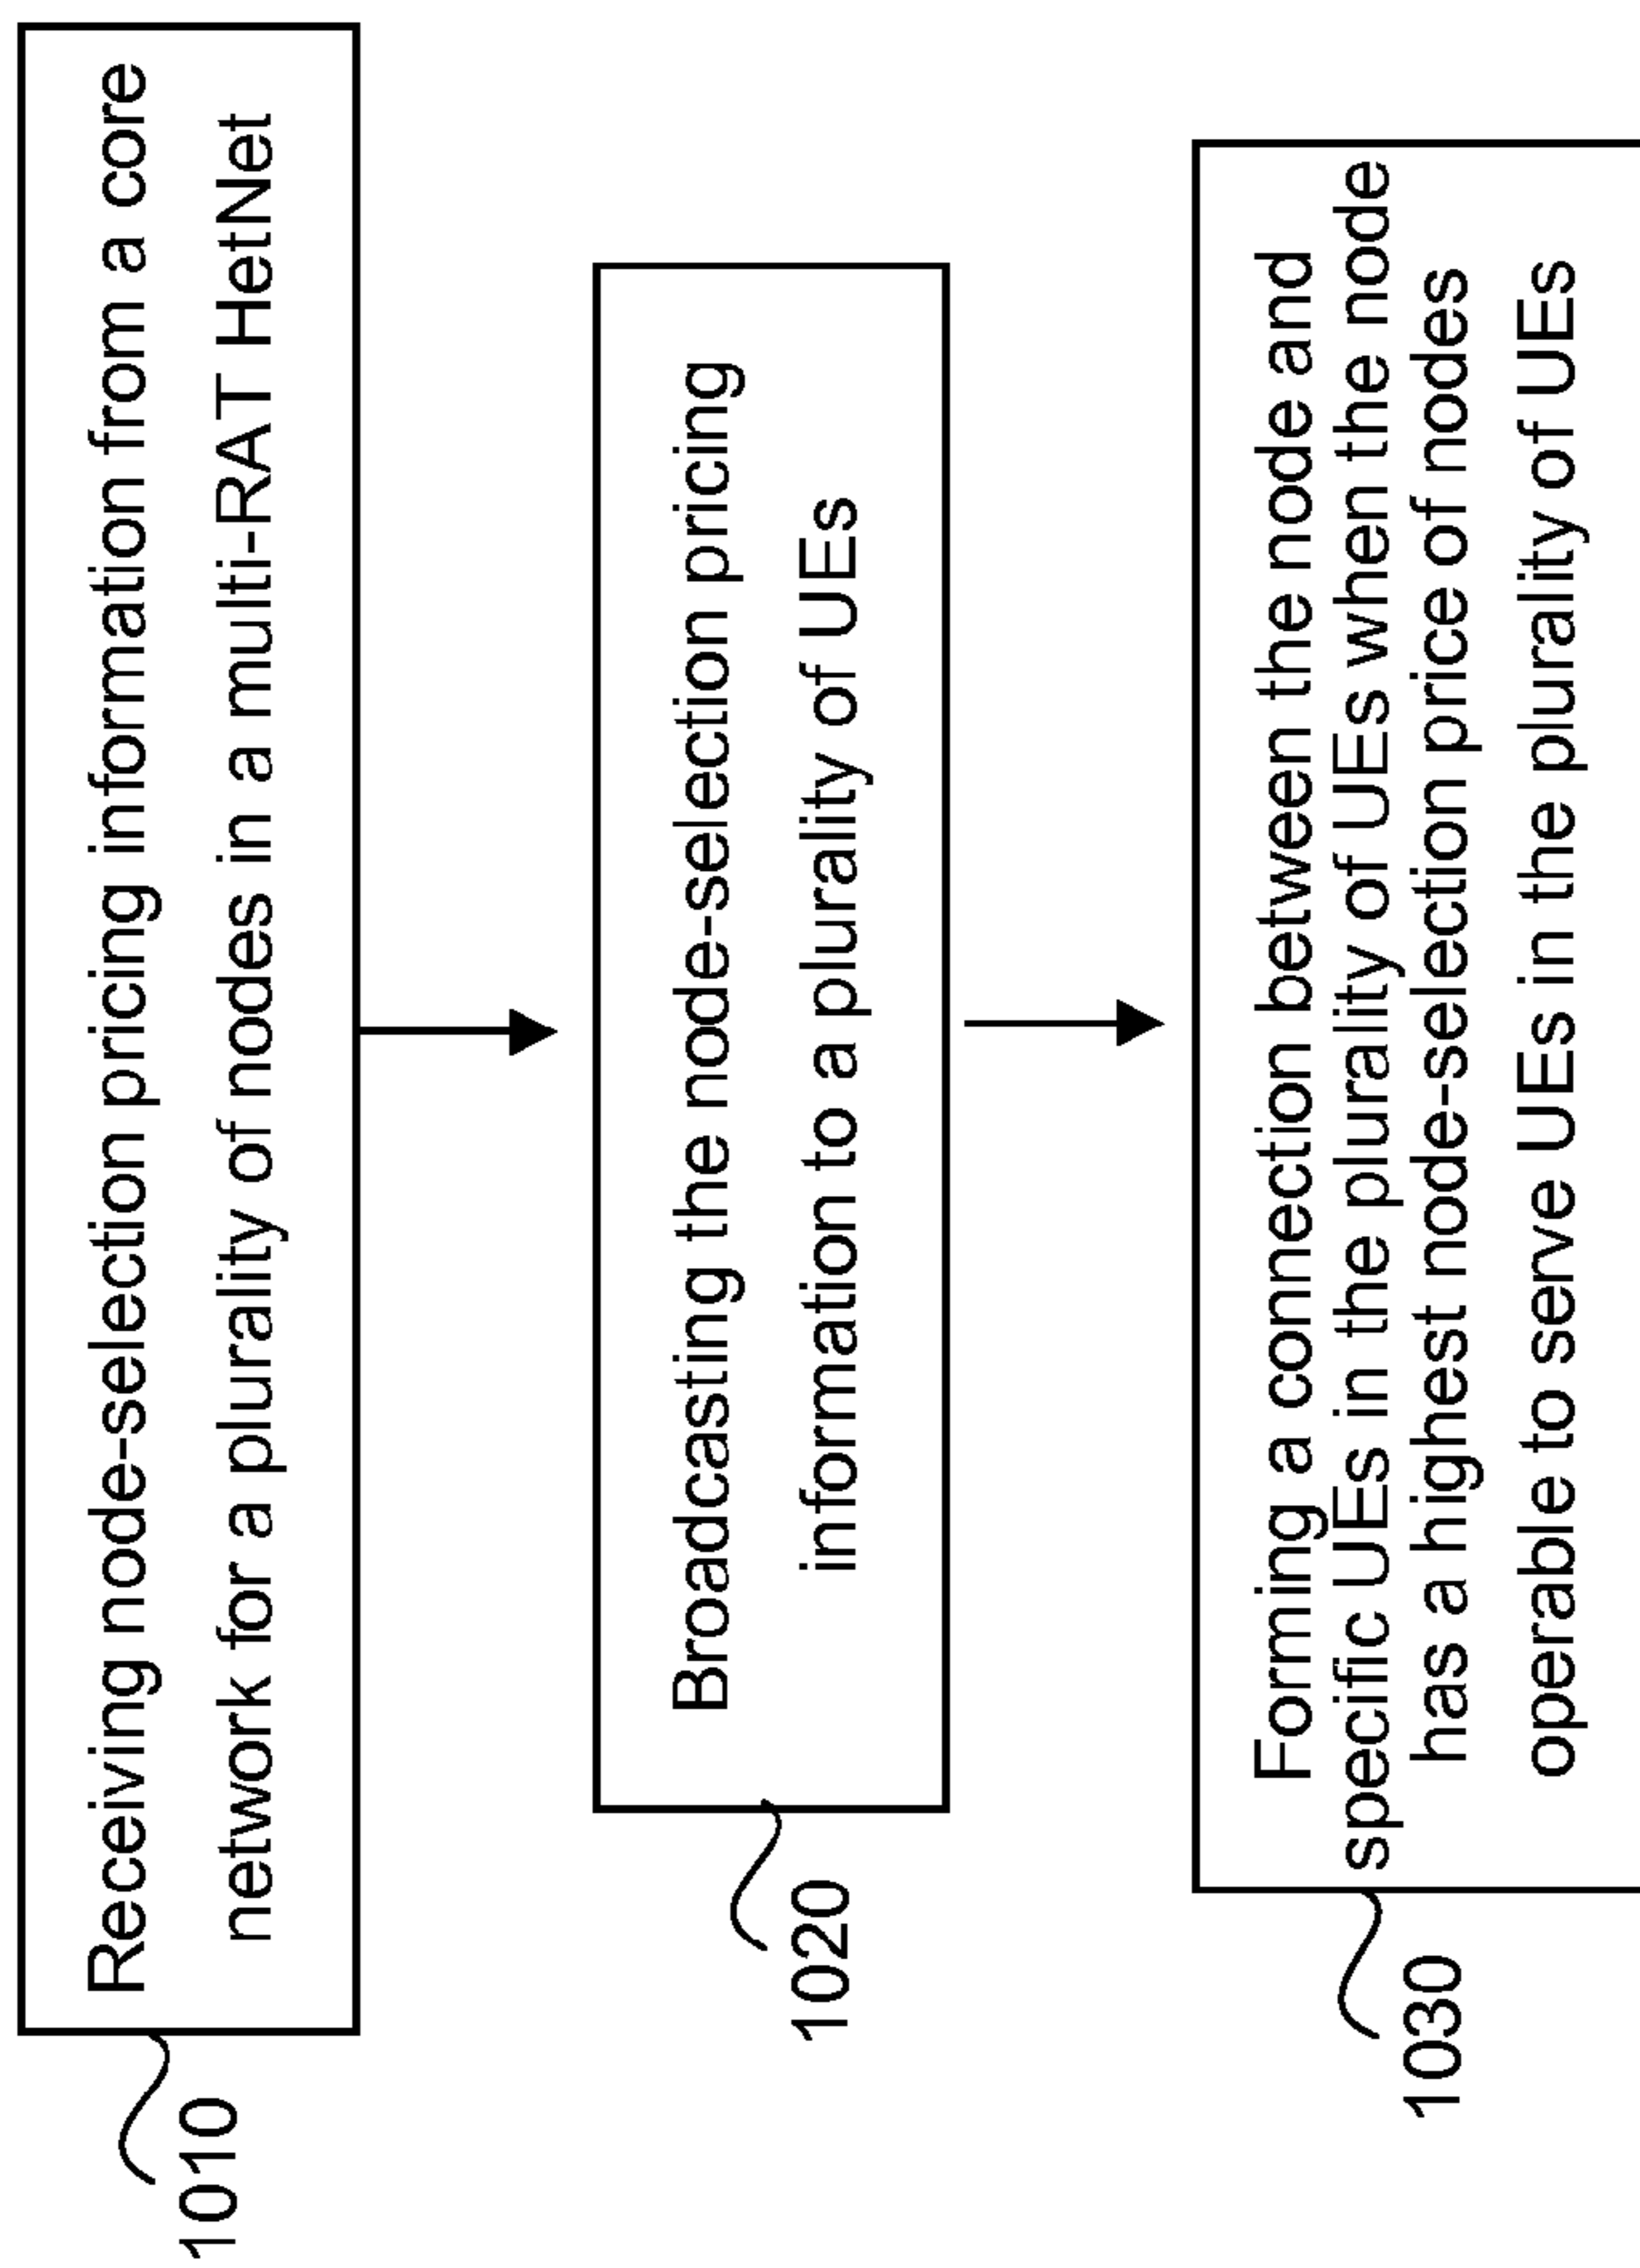 Receiving node-selection pricing information from a core
network for a plurality of nodes in a multi-RAT HetNet
1010
Broadcasting the node-selection pricing
information to a plurality of UEs
1020
Forming a connection between the node and
specific UEs in the plurality of UEs when the node
has a highest node-selection price of nodes
operable to serve UEs in the plurality of UEs
1030